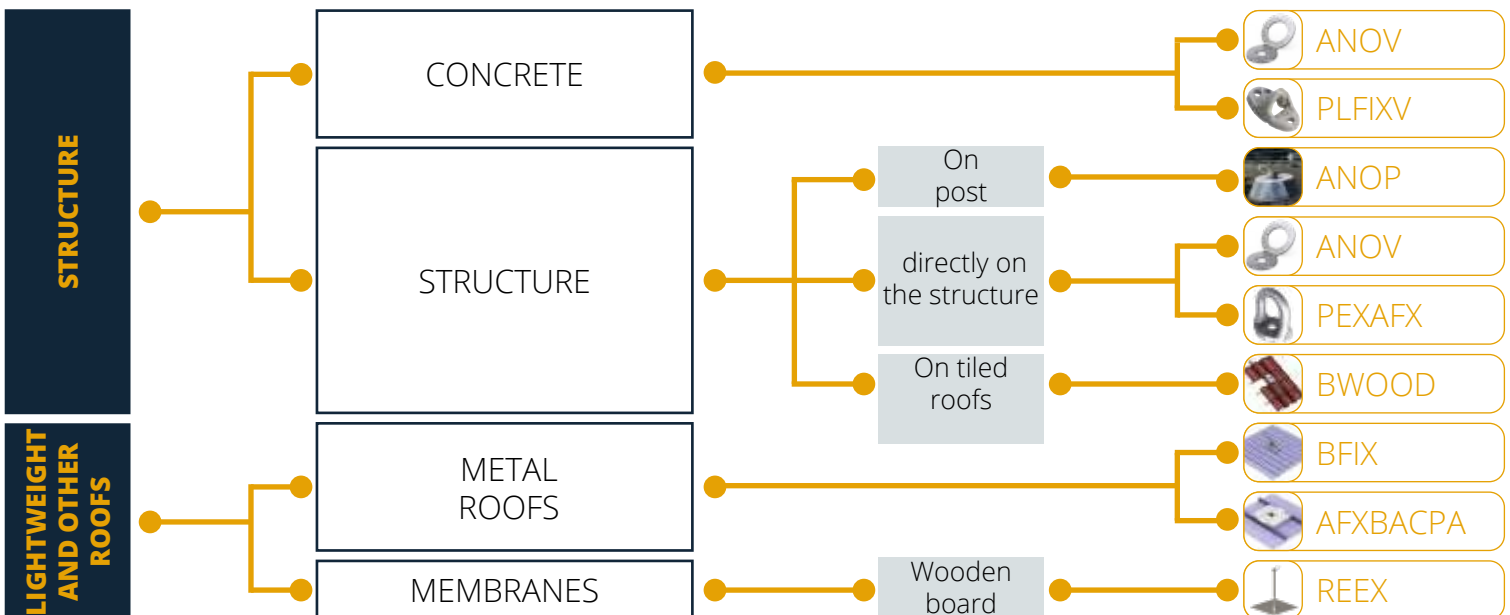 STRUCTURE
CONCRETE
ANOV
PLFIXV
STRUCTURE
On
post
ANOP
directly on
the structure
ANOV
PEXAFX
On tiled
roofs
BWOOD
LIGHTWEIGHT
AND OTHER
ROOFS
METAL
ROOFS
BFIX
AFXBACPA
MEMBRANES
Wooden
board
REEX